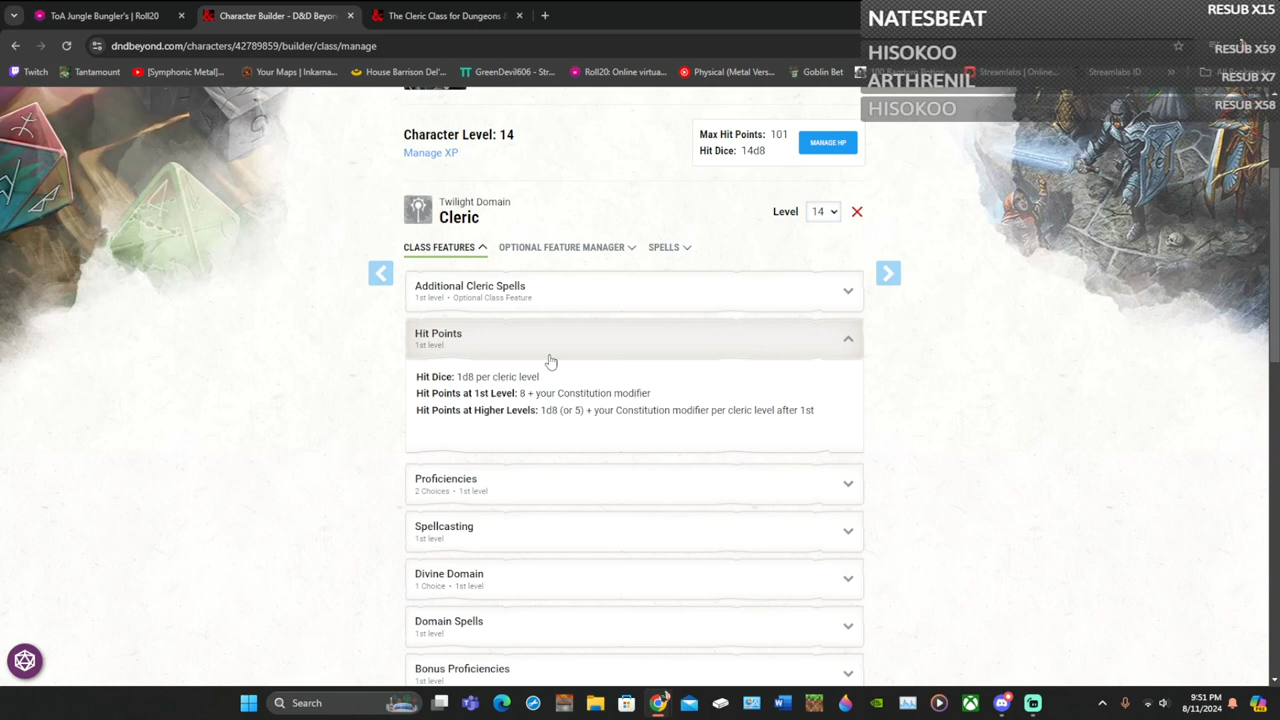 ToA Jungle Bungler's | Roll20
Character Builder - D&D Beyon
The Cleric Class for Dungeons &
dndbeyond.com/characters/42789859/builder/class/manage
Twitch
Tantamount
[Symphonic Metal]...
Your Maps | Inkarna...
House Barrison Del'...
GreenDevil606 - Str...
Roll20: Online virtua...
Physical (Metal Vers...
Goblin Bet
Streamlabs | Online...
Streamlabs ID
NATESBEAT
RESUB X15
HISOKOO
RESUB X59
ARTHRENIL
RESUB X7
HISOKOO
RESUB X58
Character Level: 14
Manage XP
Max Hit Points: 101
Hit Dice: 14d8
MANAGE HP
Twilight Domain
Cleric
Level
14
CLASS FEATURES
OPTIONAL FEATURE MANAGER
SPELLS
Additional Cleric Spells
1st level • Optional Class Feature
Hit Points
1st level
Hit Dice: 1d8 per cleric level
Hit Points at 1st Level: 8 + your Constitution modifier
Hit Points at Higher Levels: 1d8 (or 5) + your Constitution modifier per cleric level after 1st
Proficiencies
2 Choices • 1st level
Spellcasting
1st level
Divine Domain
1 Choice • 1st level
Domain Spells
1st level
Bonus Proficiencies
1st level
Search
9:51 PM
8/11/2024